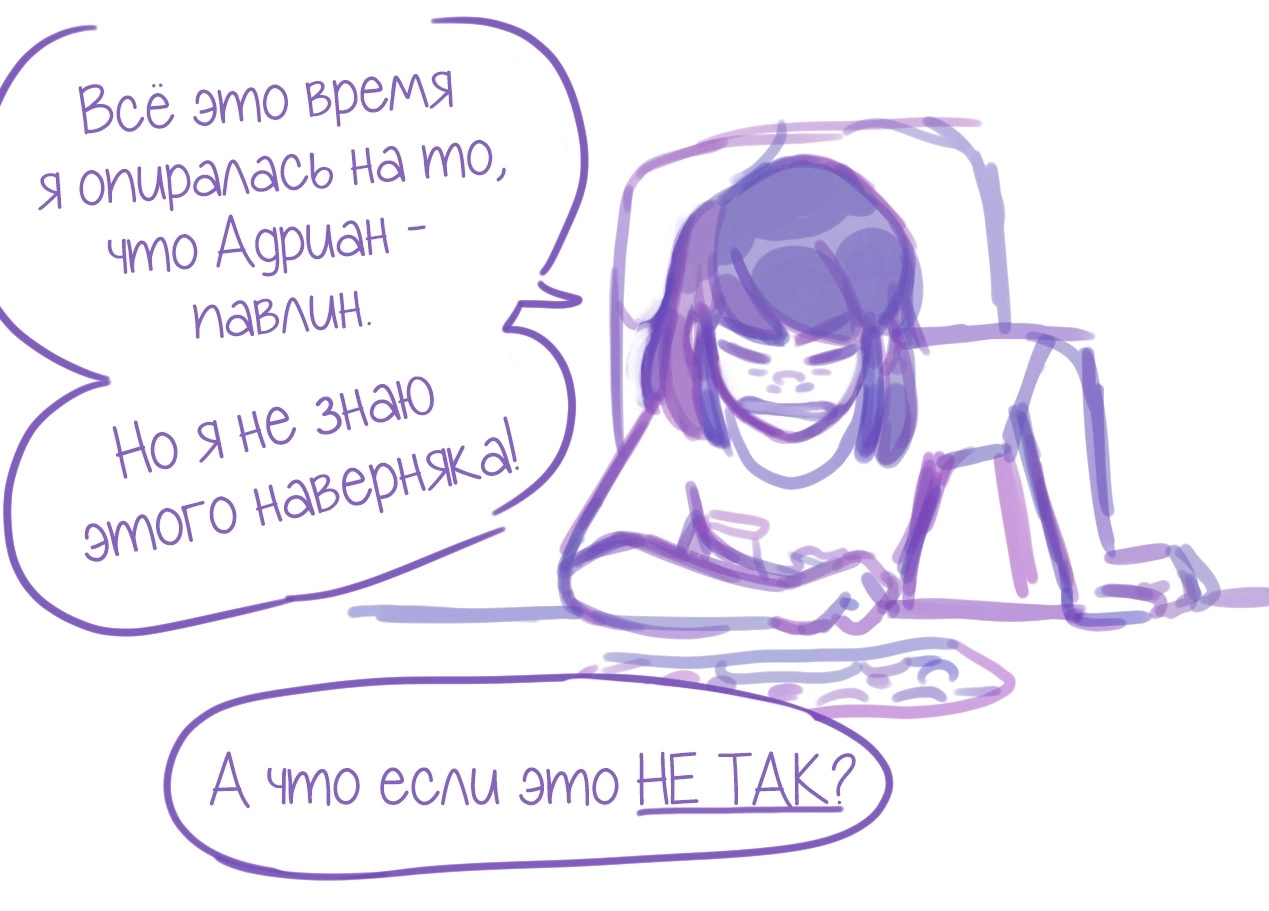 Всё это время
я опиралась на то,
что Адриан -
павлин.
Но я не знаю
этого наверняка!
А что если это НЕ ТАК?